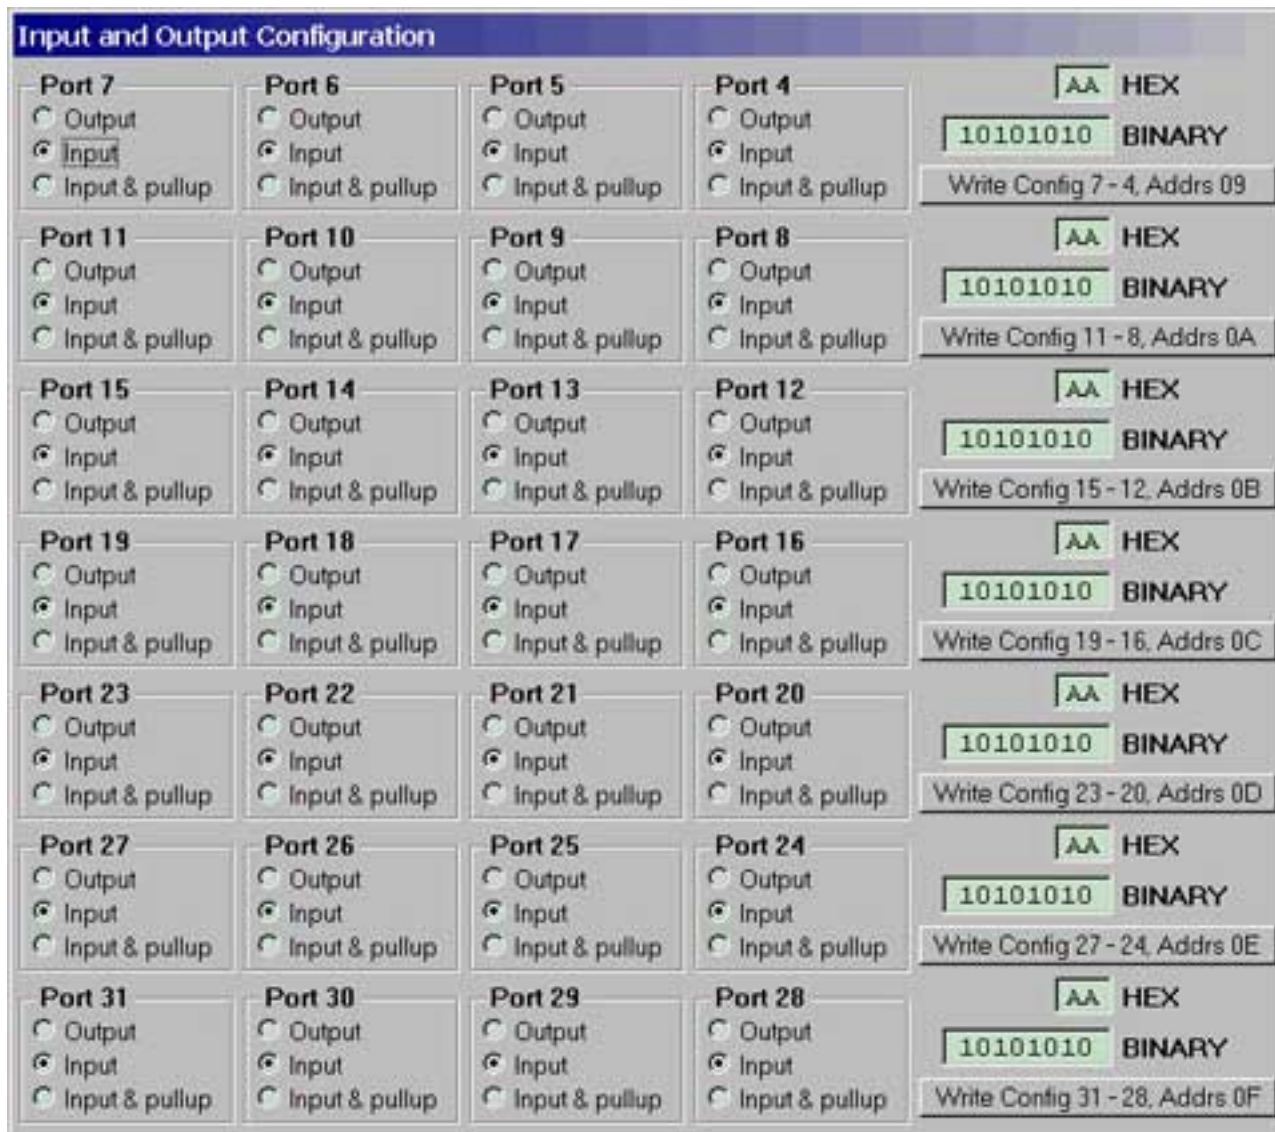 Input and Output Configuration
Port 7 Port 6 Port 5 Port 4 AA HEX
Output Output Output Output
Input Input Input Input 10101010 BINARY
Input & pullup Input & pullup Input & pullup Input & pullup Write Config 7 - 4, Addrs 09
Port 11 Port 10 Port 9 Port 8 AA HEX
Output Output Output Output
Input Input Input Input 10101010 BINARY
Input & pullup Input & pullup Input & pullup Input & pullup Write Config 11 - 8, Addrs 0A
Port 15 Port 14 Port 13 Port 12 AA HEX
Output Output Output Output
Input Input Input Input 10101010 BINARY
Input & pullup Input & pullup Input & pullup Input & pullup Write Config 15 - 12, Addrs 0B
Port 19 Port 18 Port 17 Port 16 AA HEX
Output Output Output Output
Input Input Input Input 10101010 BINARY
Input & pullup Input & pullup Input & pullup Input & pullup Write Config 19 - 16, Addrs 0C
Port 23 Port 22 Port 21 Port 20 AA HEX
Output Output Output Output
Input Input Input Input 10101010 BINARY
Input & pullup Input & pullup Input & pullup Input & pullup Write Config 23 - 20, Addrs 0D
Port 27 Port 26 Port 25 Port 24 AA HEX
Output Output Output Output
Input Input Input Input 10101010 BINARY
Input & pullup Input & pullup Input & pullup Input & pullup Write Config 27 - 24, Addrs 0E
Port 31 Port 30 Port 29 Port 28 AA HEX
Output Output Output Output
Input Input Input Input 10101010 BINARY
Input & pullup Input & pullup Input & pullup Input & pullup Write Config 31 - 28, Addrs 0F